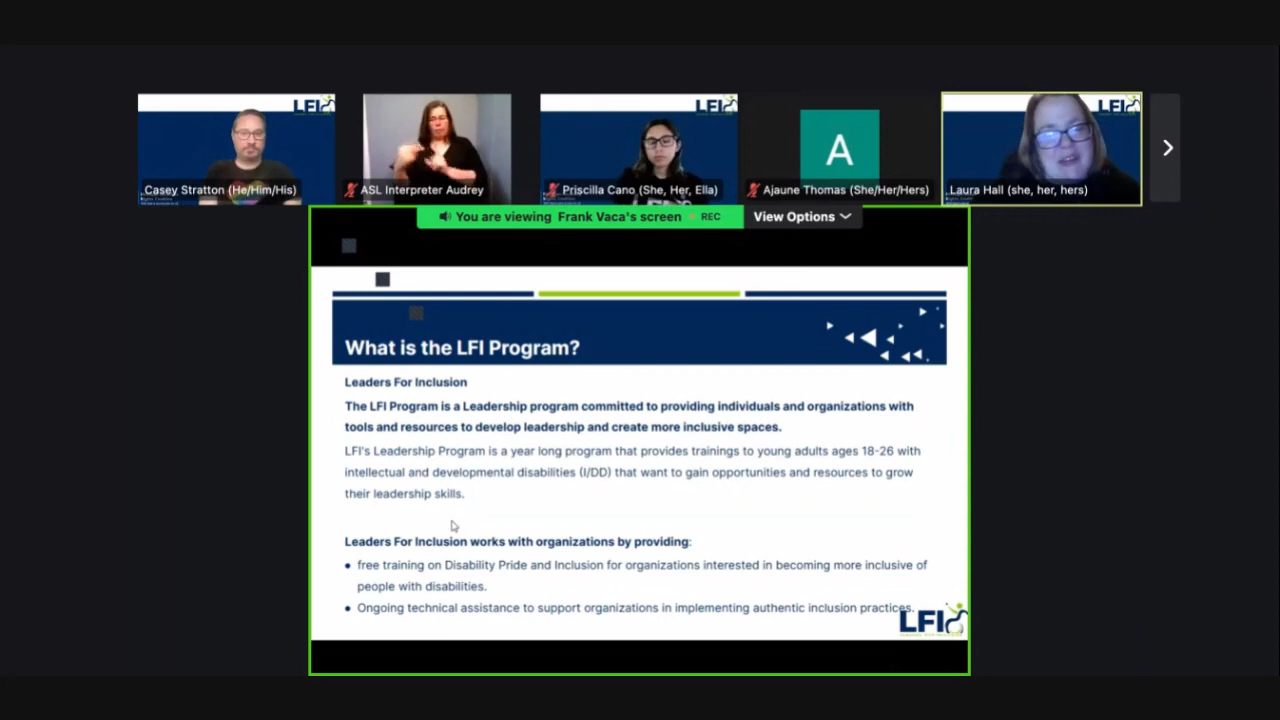 LFI
LFI
LFI
Casey Stratton (He/Him/His)
ASL Interpreter Audrey
Priscilla Cano (She, Her, Ella)
A
Ajaune Thomas (She/Her/Hers)
Laura Hall (she, her, hers)
You are viewing Frank Vaca's screen
REC
View Options
What is the LFI Program?
Leaders For Inclusion
The LFI Program is a Leadership program committed to providing individuals and organizations with
tools and resources to develop leadership and create more inclusive spaces.
LFI's Leadership Program is a year long program that provides trainings to young adults ages 18-26 with
intellectual and developmental disabilities (I/DD) that want to gain opportunities and resources to grow
their leadership skills.
Leaders For Inclusion works with organizations by providing:
• free training on Disability Pride and Inclusion for organizations interested in becoming more inclusive of
people with disabilities.
• Ongoing technical assistance to support organizations in implementing authentic inclusion practices.
LFI